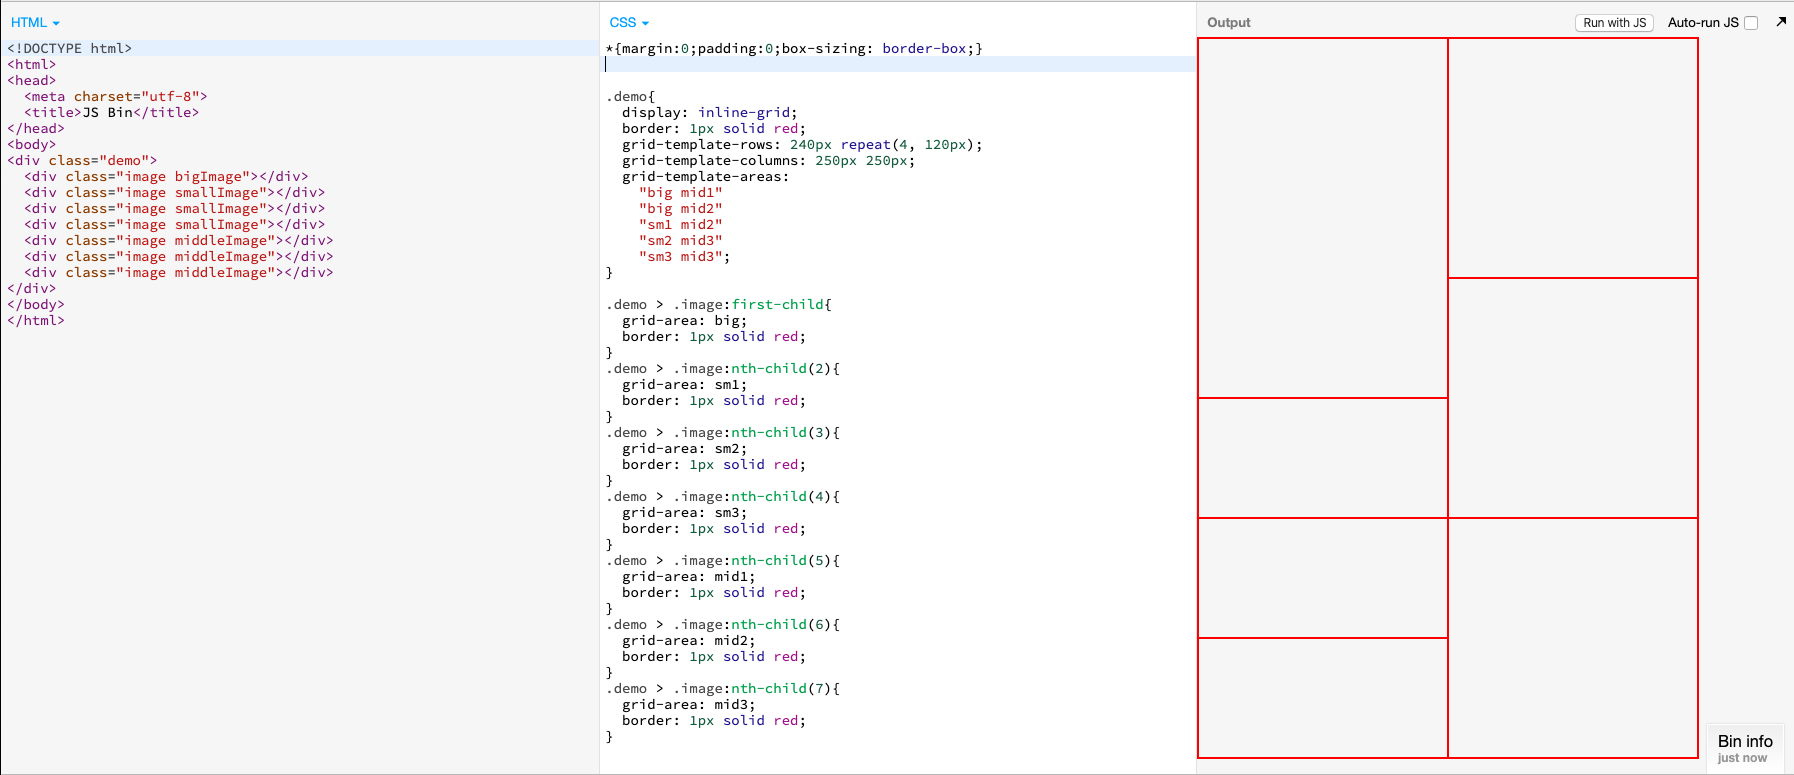 HTML
<!DOCTYPE html>
<html>
<head>
  <meta charset="utf-8">
  <title>JS Bin</title>
</head>
<body>
<div class="demo">
  <div class="image bigImage"></div>
  <div class="image smallImage"></div>
  <div class="image smallImage"></div>
  <div class="image smallImage"></div>
  <div class="image middleImage"></div>
  <div class="image middleImage"></div>
  <div class="image middleImage"></div>
</div>
</body>
</html>
CSS
*{margin:0;padding:0;box-sizing: border-box;}

.demo{
  display: inline-grid;
  border: 1px solid red;
  grid-template-rows: 240px repeat(4, 120px);
  grid-template-columns: 250px 250px;
  grid-template-areas:
    "big mid1"
    "big mid2"
    "sm1 mid2"
    "sm2 mid3"
    "sm3 mid3";
}

.demo > .image:first-child{
  grid-area: big;
  border: 1px solid red;
}
.demo > .image:nth-child(2){
  grid-area: sm1;
  border: 1px solid red;
}
.demo > .image:nth-child(3){
  grid-area: sm2;
  border: 1px solid red;
}
.demo > .image:nth-child(4){
  grid-area: sm3;
  border: 1px solid red;
}
.demo > .image:nth-child(5){
  grid-area: mid1;
  border: 1px solid red;
}
.demo > .image:nth-child(6){
  grid-area: mid2;
  border: 1px solid red;
}
.demo > .image:nth-child(7){
  grid-area: mid3;
  border: 1px solid red;
}
Output
Run with JS
Auto-run JS
Bin info
just now